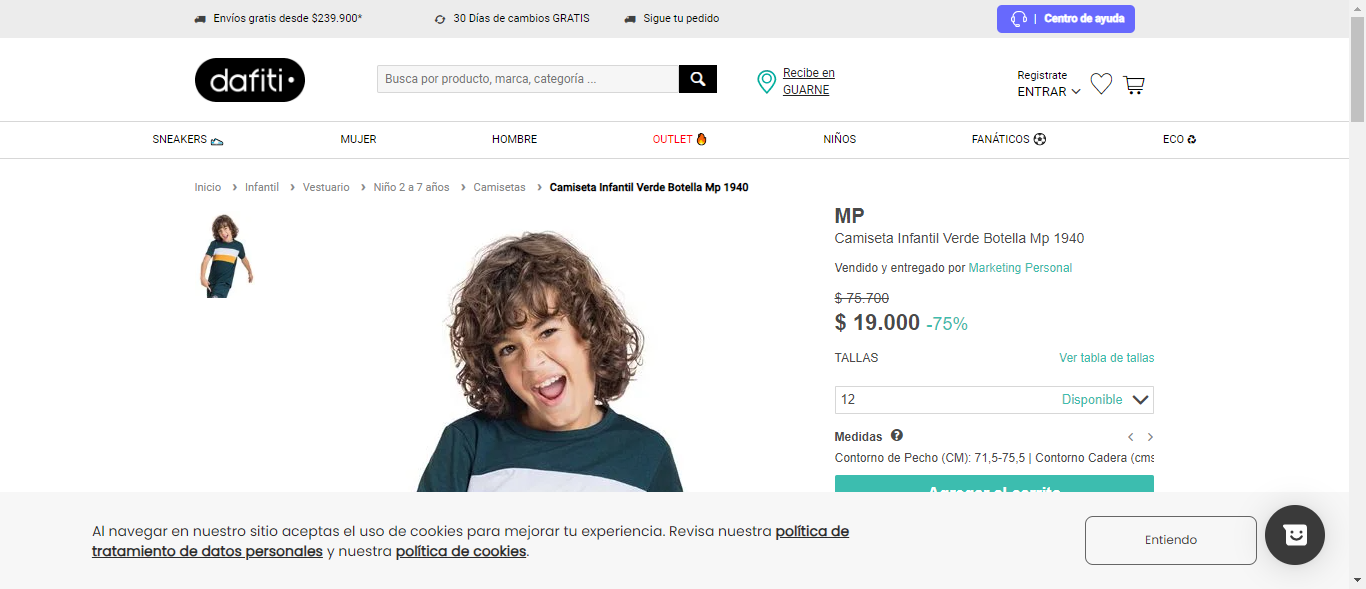 Envíos gratis desde $239.900*
30 Días de cambios GRATIS
Sigue tu pedido
| Centro de ayuda
dafiti
Busca por producto, marca, categoría ...
Recibe en
GUARNE
Registrate
ENTRAR
SNEAKERS
MUJER
HOMBRE
OUTLET
NIÑOS
FANÁTICOS
ECO
Inicio › Infantil › Vestuario › Niño 2 a 7 años › Camisetas › Camiseta Infantil Verde Botella Mp 1940
MP
Camiseta Infantil Verde Botella Mp 1940
Vendido y entregado por Marketing Personal
$ 75.700
$ 19.000 -75%
TALLAS
Ver tabla de tallas
12
Disponible
Medidas
Contorno de Pecho (CM): 71,5-75,5 | Contorno Cadera (cms
Agregar al carrito
Al navegar en nuestro sitio aceptas el uso de cookies para mejorar tu experiencia. Revisa nuestra política de
tratamiento de datos personales y nuestra política de cookies.
Entiendo